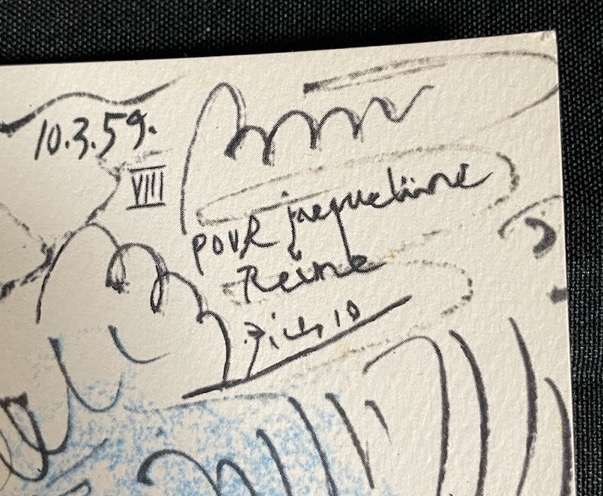 10.3.59.
VIII
POUR jacqueline
Reine
Picasso